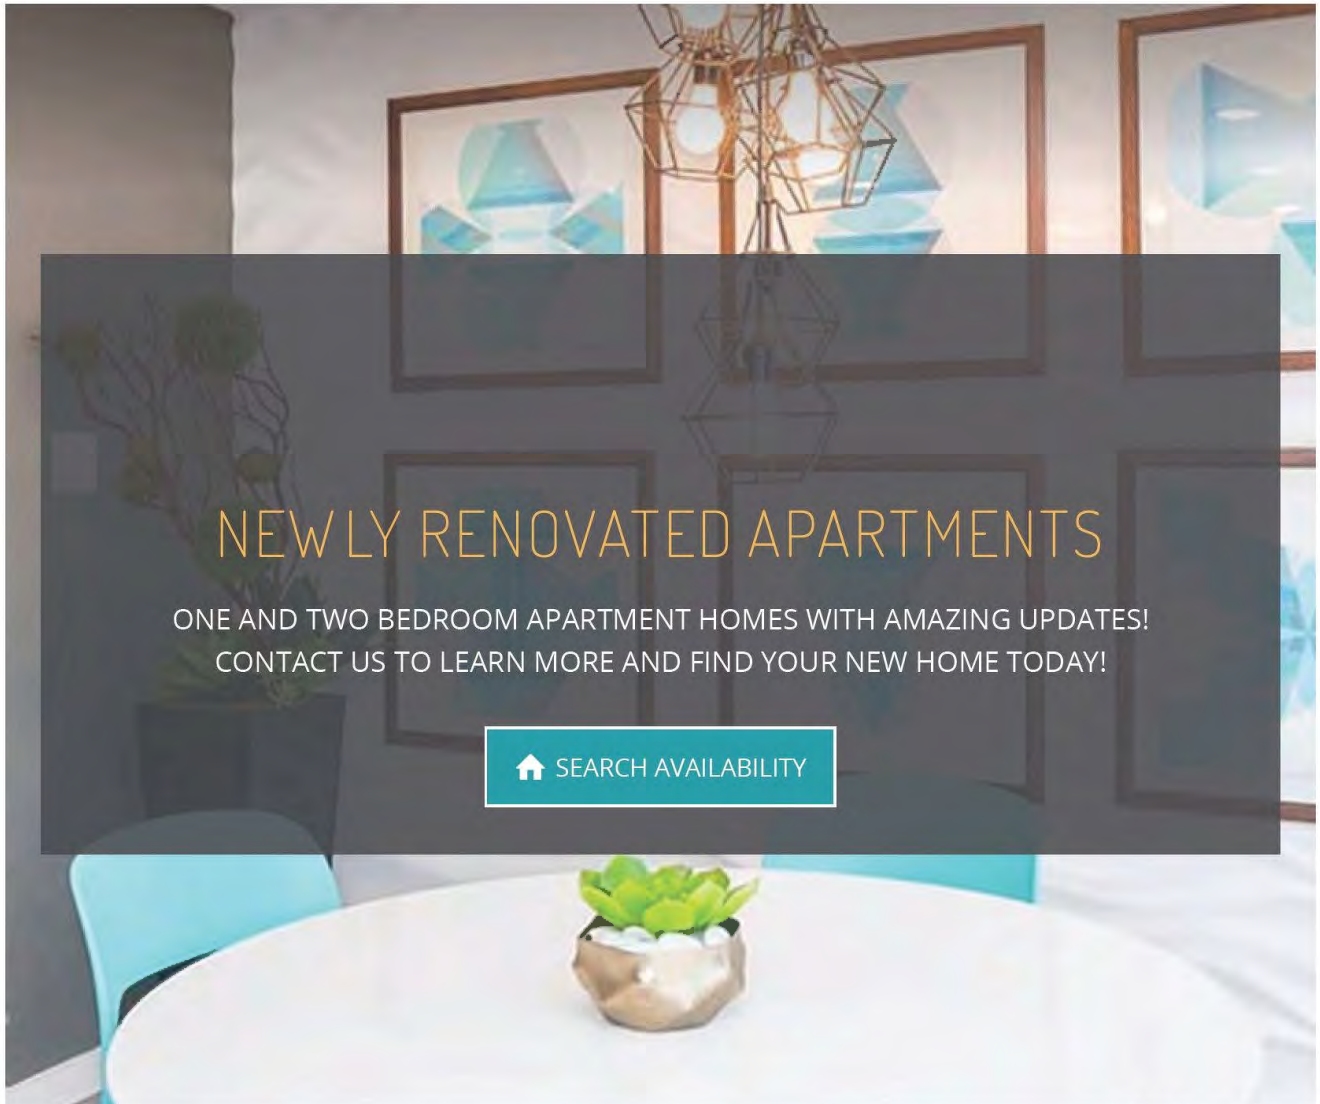 NEWLY RENOVATED APARTMENTS
ONE AND TWO BEDROOM APARTMENT HOMES WITH AMAZING UPDATES!
CONTACT US TO LEARN MORE AND FIND YOUR NEW HOME TODAY!
SEARCH AVAILABILITY